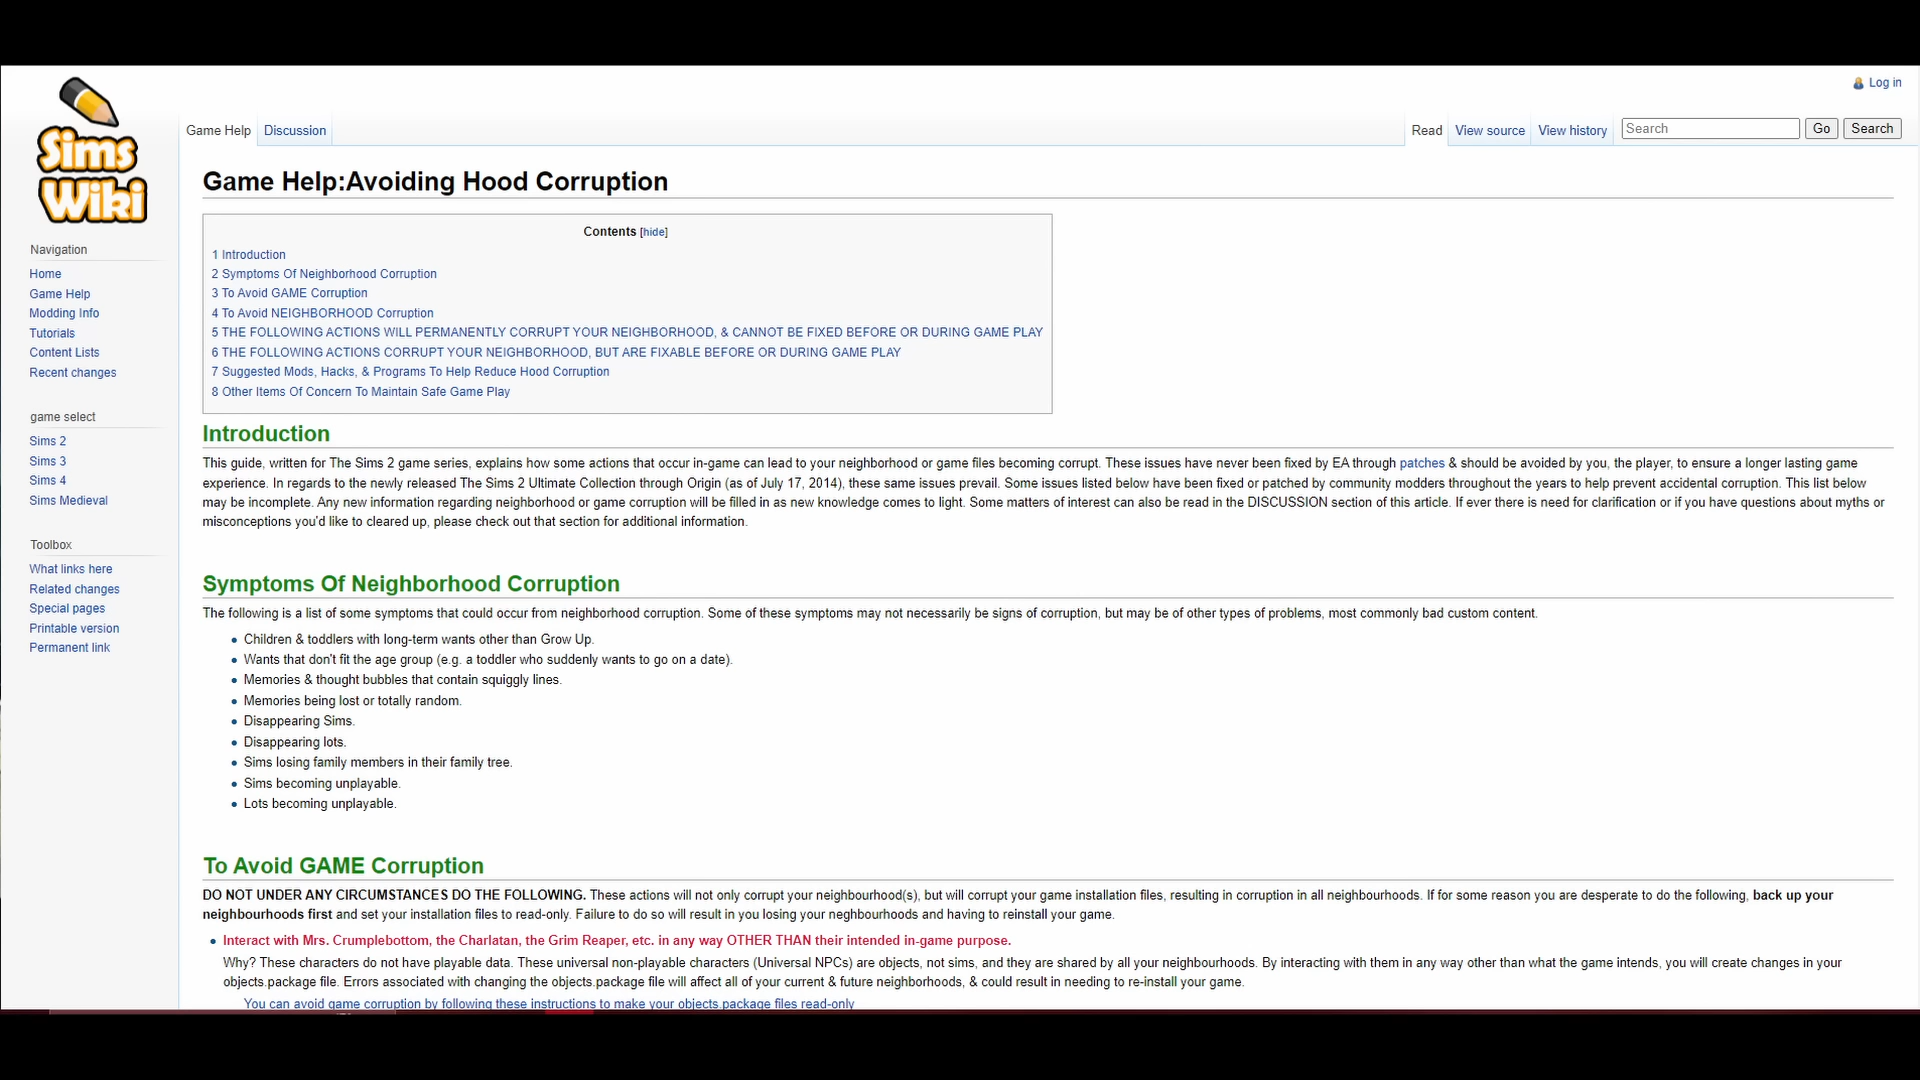 Log in
Game Help Discussion
Read View source View history Search Go Search
Sims
Wiki
Game Help:Avoiding Hood Corruption
Contents [hide]
1 Introduction
2 Symptoms Of Neighborhood Corruption
3 To Avoid GAME Corruption
4 To Avoid NEIGHBORHOOD Corruption
5 THE FOLLOWING ACTIONS WILL PERMANENTLY CORRUPT YOUR NEIGHBORHOOD, & CANNOT BE FIXED BEFORE OR DURING GAME PLAY
6 THE FOLLOWING ACTIONS CORRUPT YOUR NEIGHBORHOOD, BUT ARE FIXABLE BEFORE OR DURING GAME PLAY
7 Suggested Mods, Hacks, & Programs To Help Reduce Hood Corruption
8 Other Items Of Concern To Maintain Safe Game Play
Navigation
Home
Game Help
Modding Info
Tutorials
Content Lists
Recent changes
game select
Sims 2
Sims 3
Sims 4
Sims Medieval
Toolbox
What links here
Related changes
Special pages
Printable version
Permanent link
Introduction
This guide, written for The Sims 2 game series, explains how some actions that occur in-game can lead to your neighborhood or game files becoming corrupt. These issues have never been fixed by EA through patches & should be avoided by you, the player, to ensure a longer lasting game
experience. In regards to the newly released The Sims 2 Ultimate Collection through Origin (as of July 17, 2014), these same issues prevail. Some issues listed below have been fixed or patched by community modders throughout the years to help prevent accidental corruption. This list below
may be incomplete. Any new information regarding neighborhood or game corruption will be filled in as new knowledge comes to light. Some matters of interest can also be read in the DISCUSSION section of this article. If ever there is need for clarification or if you have questions about myths or
misconceptions you'd like to cleared up, please check out that section for additional information.
Symptoms Of Neighborhood Corruption
The following is a list of some symptoms that could occur from neighborhood corruption. Some of these symptoms may not necessarily be signs of corruption, but may be of other types of problems, most commonly bad custom content.
• Children & toddlers with long-term wants other than Grow Up.
• Wants that don't fit the age group (e.g. a toddler who suddenly wants to go on a date).
• Memories & thought bubbles that contain squiggly lines.
• Memories being lost or totally random.
• Disappearing Sims.
• Disappearing lots.
• Sims losing family members in their family tree.
• Sims becoming unplayable.
• Lots becoming unplayable.
To Avoid GAME Corruption
DO NOT UNDER ANY CIRCUMSTANCES DO THE FOLLOWING. These actions will not only corrupt your neighbourhood(s), but will corrupt your game installation files, resulting in corruption in all neighbourhoods. If for some reason you are desperate to do the following, back up your
neighbourhoods first and set your installation files to read-only. Failure to do so will result in you losing your neghbourhoods and having to reinstall your game.
• Interact with Mrs. Crumplebottom, the Charlatan, the Grim Reaper, etc. in any way OTHER THAN their intended in-game purpose.
Why? These characters do not have playable data. These universal non-playable characters (Universal NPCs) are objects, not sims, and they are shared by all your neighbourhoods. By interacting with them in any way other than what the game intends, you will create changes in your
objects.package file. Errors associated with changing the objects.package file will affect all of your current & future neighborhoods, & could result in needing to re-install your game.
You can avoid game corruption by following these instructions to make your objects.package files read-only